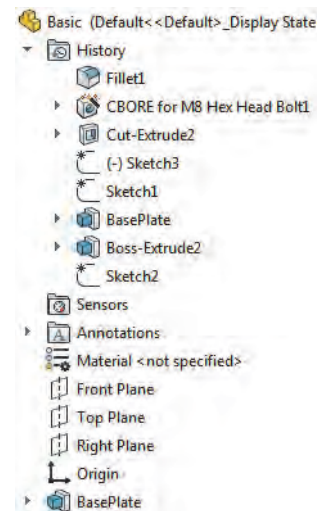 Basic (Default<<Default>_Display State
History
Fillet1
CBORE for M8 Hex Head Bolt1
Cut-Extrude2
(-) Sketch3
Sketch1
BasePlate
Boss-Extrude2
Sketch2
Sensors
Annotations
Material <not specified>
Front Plane
Top Plane
Right Plane
Origin
BasePlate